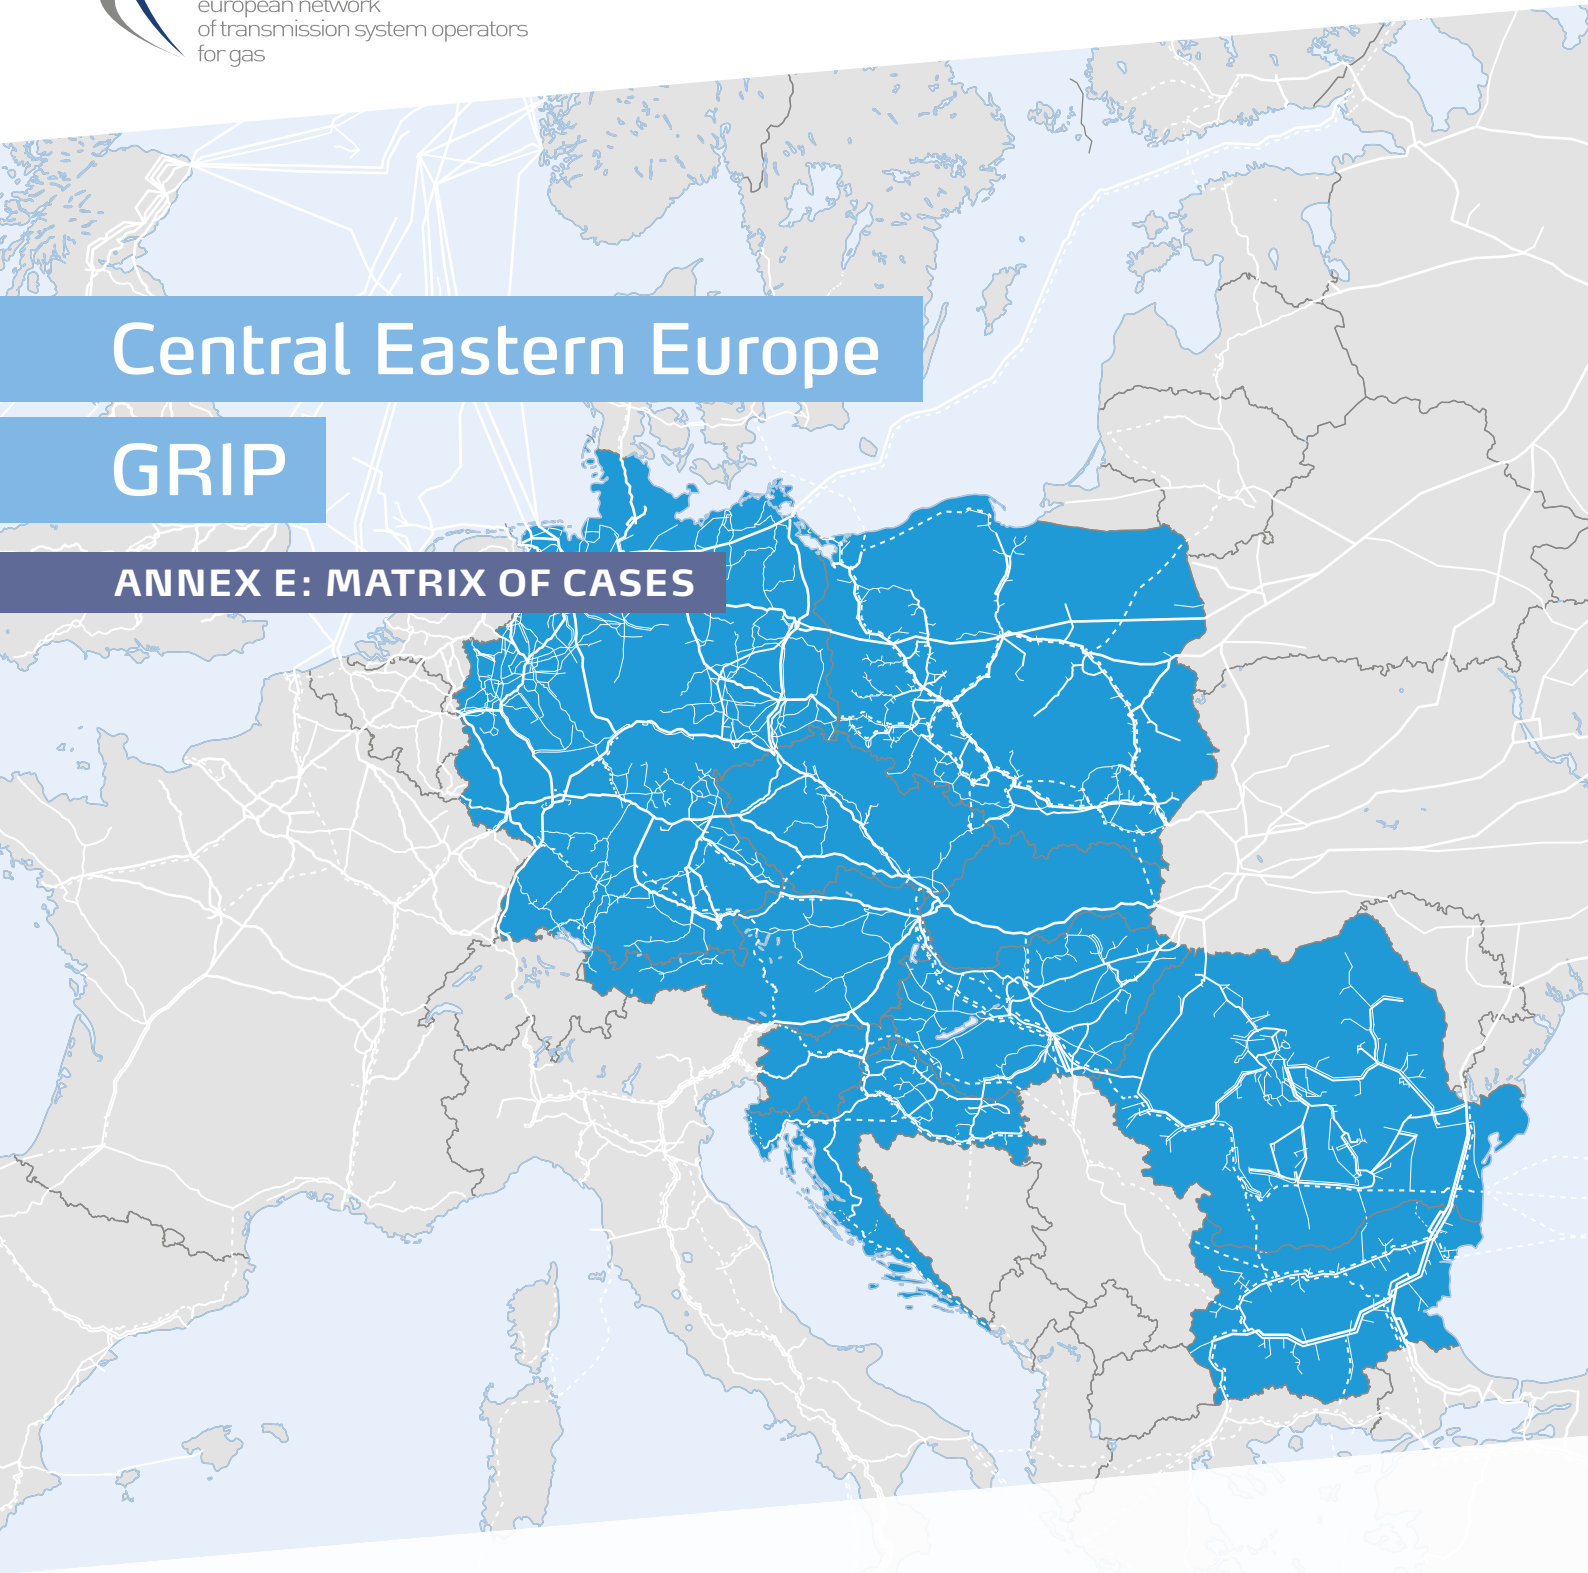 european network
of transmission system operators
for gas
Central Eastern Europe
GRIP
ANNEX E: MATRIX OF CASES